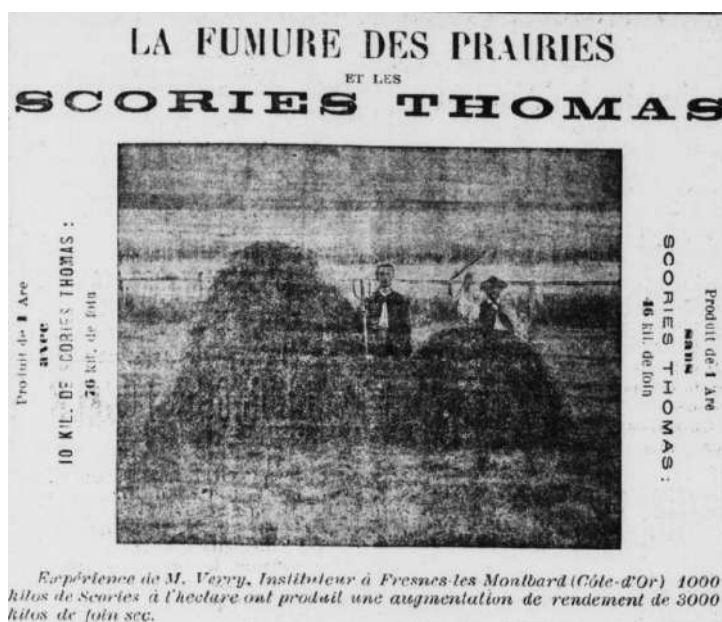 LA FUMURE DES PRAIRIES
ET LES
SCORIES THOMAS
Produit de 1 Are
avec
10 KIL. DE SCORIES THOMAS :
76 kil. de foin
Produit de 1 Are
sans
SCORIES THOMAS :
46 kil. de foin
Expérience de M. Verry, Instituteur à Fresnes-les Montbard (Côte-d'Or) 1000
kilos de Scories à l'hectare ont produit une augmentation de rendement de 3000
kilos de foin sec.